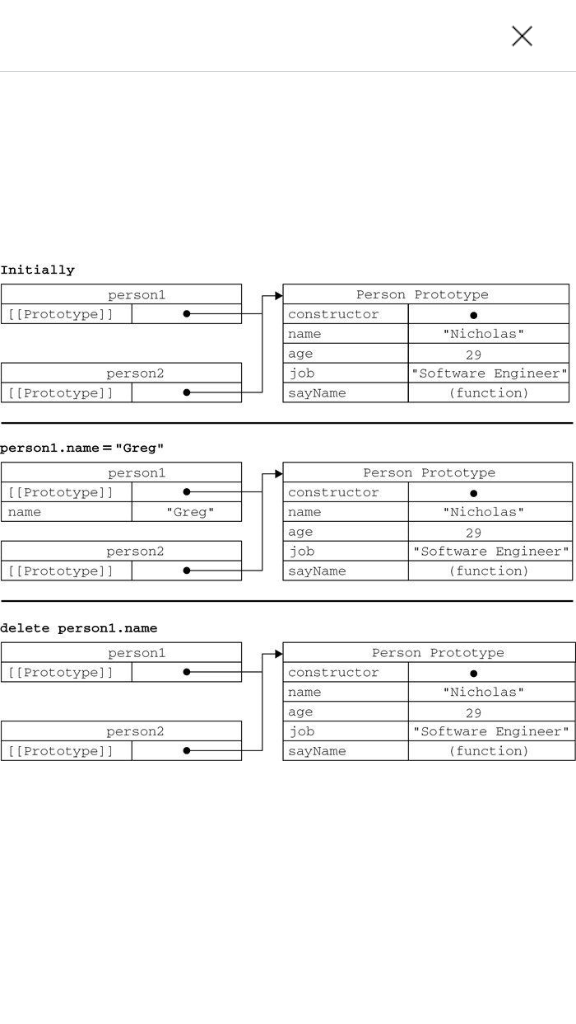 Initially
person1 Person Prototype
[[Prototype]] constructor
name "Nicholas"
age 29
person2 job "Software Engineer"
[[Prototype]] sayName (function)
person1.name = "Greg"
person1 Person Prototype
[[Prototype]] constructor
name "Greg" name "Nicholas"
age 29
person2 job "Software Engineer"
[[Prototype]] sayName (function)
delete person1.name
person1 Person Prototype
[[Prototype]] constructor
name "Nicholas"
age 29
person2 job "Software Engineer"
[[Prototype]] sayName (function)